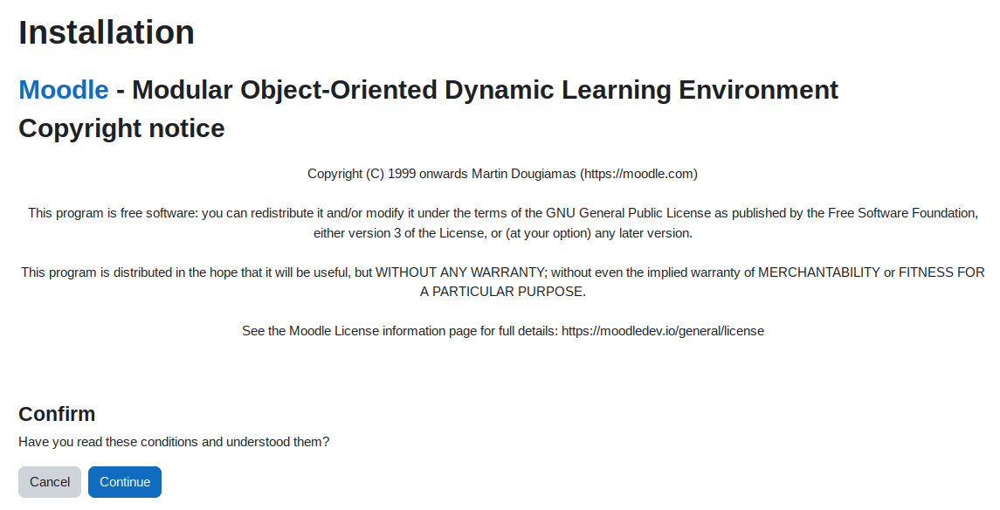 Installation
Moodle - Modular Object-Oriented Dynamic Learning Environment
Copyright notice
Copyright (C) 1999 onwards Martin Dougiamas (https://moodle.com)
This program is free software: you can redistribute it and/or modify it under the terms of the GNU General Public License as published by the Free Software Foundation,
either version 3 of the License, or (at your option) any later version.
This program is distributed in the hope that it will be useful, but WITHOUT ANY WARRANTY; without even the implied warranty of MERCHANTABILITY or FITNESS FOR
A PARTICULAR PURPOSE.
See the Moodle License information page for full details: https://moodledev.io/general/license
Confirm
Have you read these conditions and understood them?
Cancel Continue